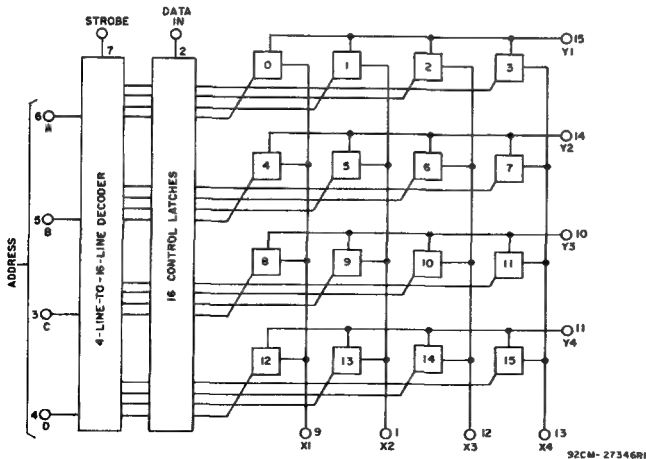 STROBE
DATA
IN
7
2
0
1
2
3
15
Y1
6
A
4
5
6
7
14
Y2
5
B
ADDRESS
4-LINE-TO-16-LINE DECODER
16 CONTROL LATCHES
8
9
10
11
10
Y3
3
C
12
13
14
15
11
Y4
4
D
9
X1
1
X2
12
X3
13
X4
92CM-27346R1